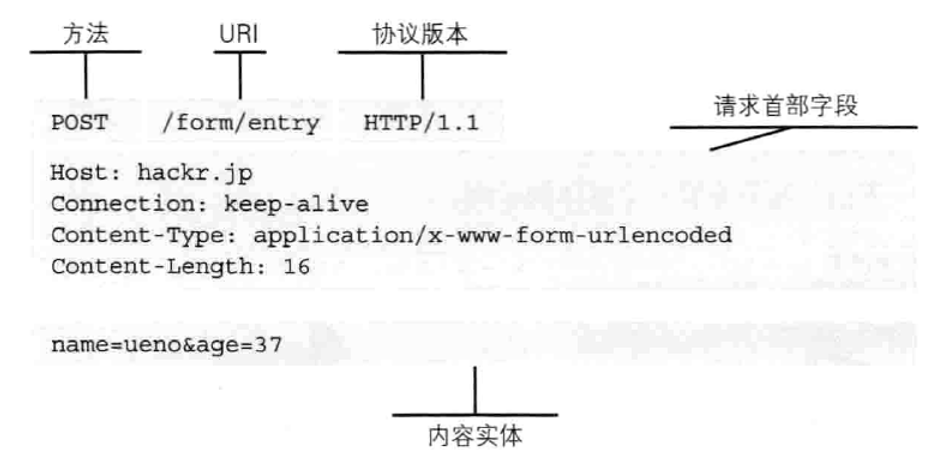 方法 URI 协议版本
POST /form/entry HTTP/1.1
请求首部字段
Host: hackr.jp
Connection: keep-alive
Content-Type: application/x-www-form-urlencoded
Content-Length: 16
name=ueno&age=37
内容实体